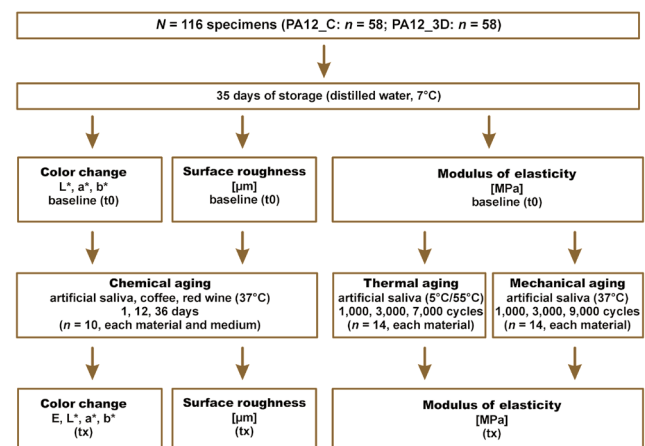 N = 116 specimens (PA12_C: n = 58; PA12_3D: n = 58)
35 days of storage (distilled water, 7°C)
Color change
L*, a*, b*
baseline (t0)
Surface roughness
[µm]
baseline (t0)
Modulus of elasticity
[MPa]
baseline (t0)
Chemical aging
artificial saliva, coffee, red wine (37°C)
1, 12, 36 days
(n = 10, each material and medium)
Thermal aging
artificial saliva (5°C/55°C)
1,000, 3,000, 7,000 cycles
(n = 14, each material)
Mechanical aging
artificial saliva (37°C)
1,000, 3,000, 9,000 cycles
(n = 14, each material)
Color change
E, L*, a*, b*
(tx)
Surface roughness
[µm]
(tx)
Modulus of elasticity
[MPa]
(tx)